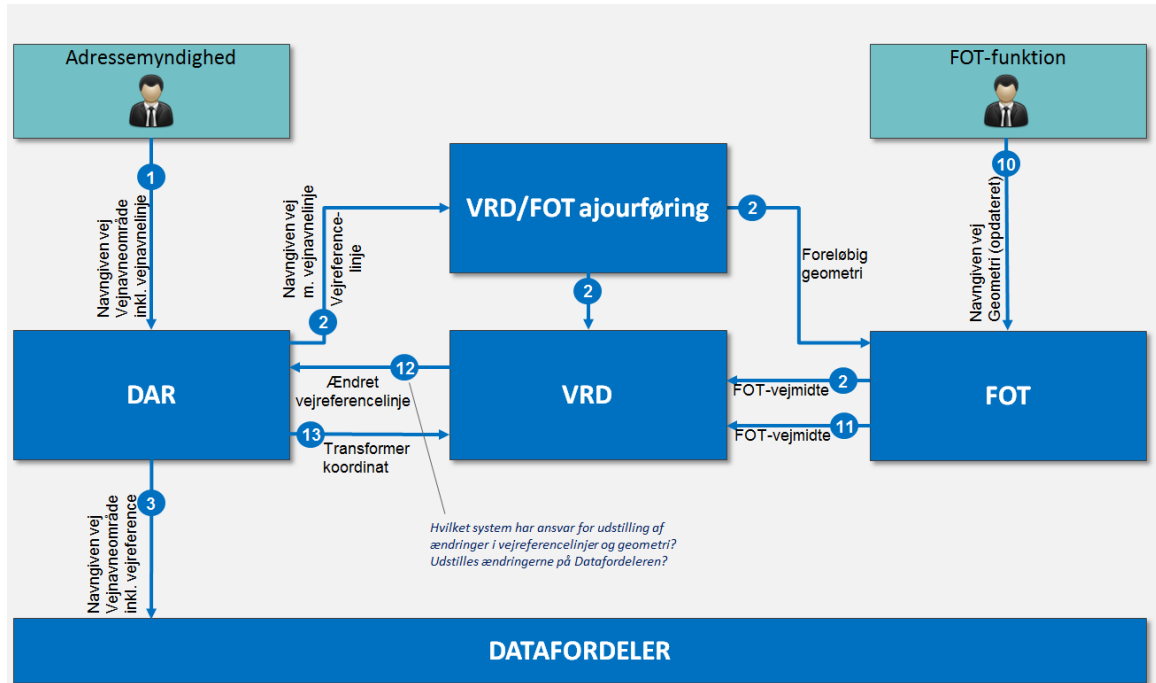 Adressemyndighed
FOT-funktion
1
10
Navngiven vej
Vejnavneområde
inkl. vejnavnelinje
Navngiven vej
m. vejnavnelinje
Vejreference-
linje
2
VRD/FOT ajourføring
2
Foreløbig
geometri
2
Navngiven vej
Geometri (opdateret)
DAR
12
Ændret
vejreferencelinje
13
Transformer
koordinat
VRD
2
FOT-vejmidte
11
FOT-vejmidte
FOT
3
Navngiven vej
Vejnavneområde
inkl. vejreference
Hvilket system har ansvar for udstilling af
ændringer i vejreferencelinjer og geometri?
Udstilles ændringerne på Datafordeleren?
DATAFORDELER